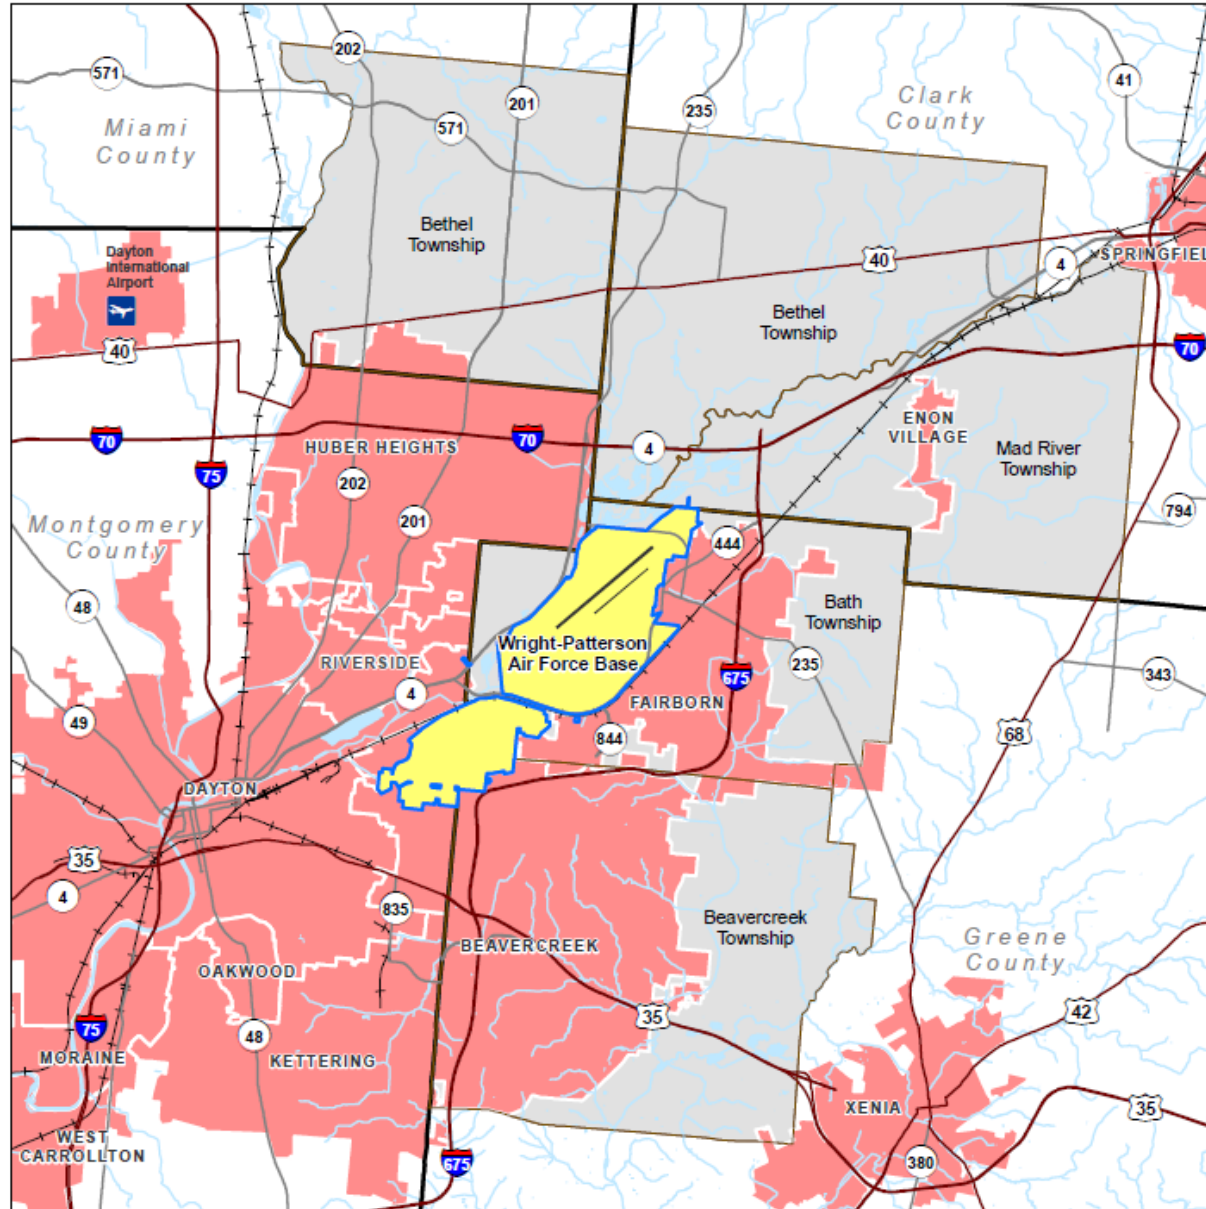 202
571
201
41
235
Clark
County
Miami
County
571
Bethel
Township
Dayton
International
Airport
40
4
SPRINGFIEL
Bethel
Township
40
70
ENON
VILLAGE
70
HUBER HEIGHTS
70
4
Mad River
Township
75
202
201
794
Montgomery
County
444
48
Bath
Township
Wright-Patterson
Air Force Base
RIVERSIDE
235
343
675
4
FAIRBORN
49
844
68
DAYTON
35
4
835
Beavercreek
Township
BEAVERCREEK
Greene
County
OAKWOOD
35
42
75
48
MORAINE
KETTERING
XENIA
35
WEST
CARROLLTON
675
380